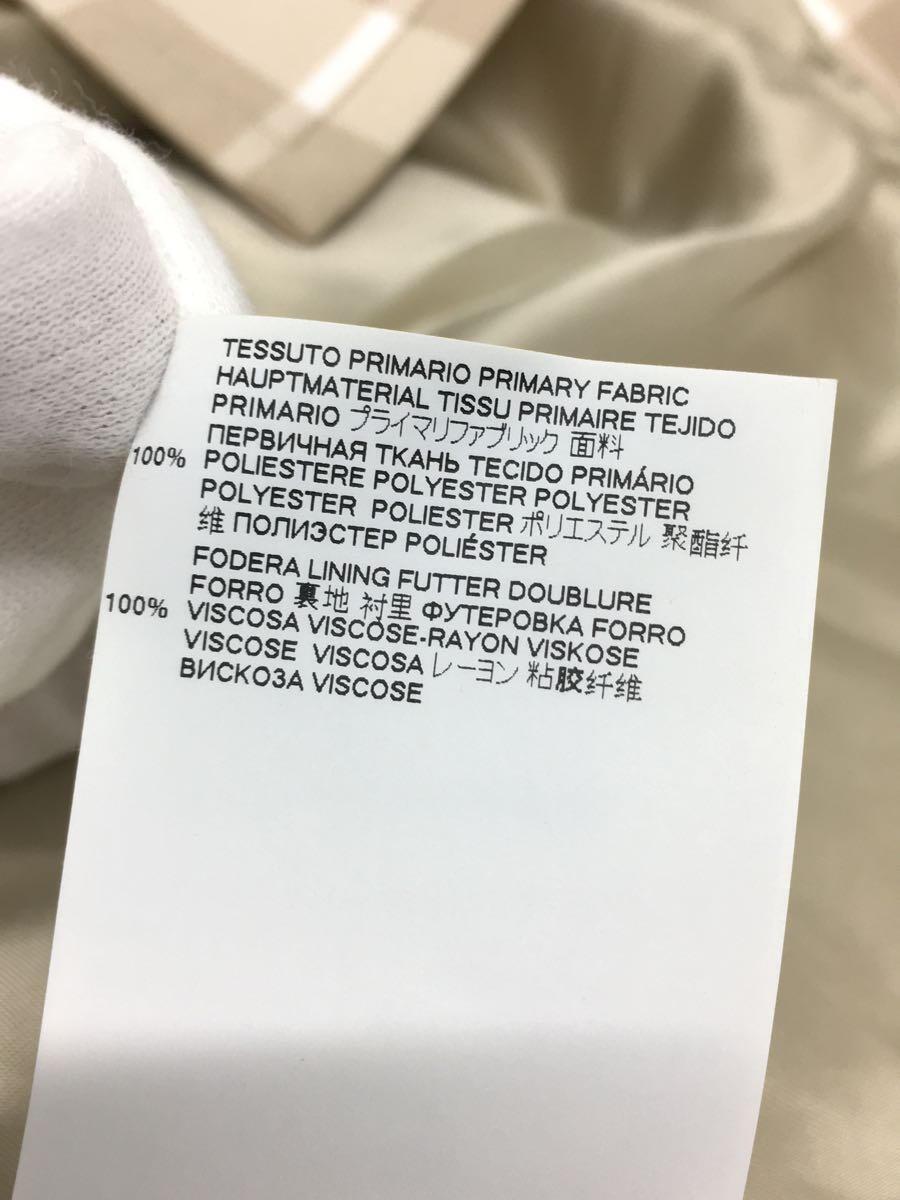 TESSUTO PRIMARIO PRIMARY FABRIC
HAUPTMATERIAL TISSU PRIMAIRE TEJIDO
PRIMARIO プライマリファブリック 面料
ПЕРВИЧНАЯ ТКАНЬ TECIDO PRIMÁRIO
100% POLIESTERE POLYESTER POLYESTER
POLYESTER POLIESTER ポリエステル 聚酯纤
维 ПОЛИЭСТЕР POLIÉSTER
FODERA LINING FUTTER DOUBLURE
FORRO 裏地 衬里 ФУТЕРОВКА FORRO
100% VISCOSA VISCOSE-RAYON VISKOSE
VISCOSE VISCOSA レーヨン 粘胶纤维
ВИСКОЗА VISCOSE